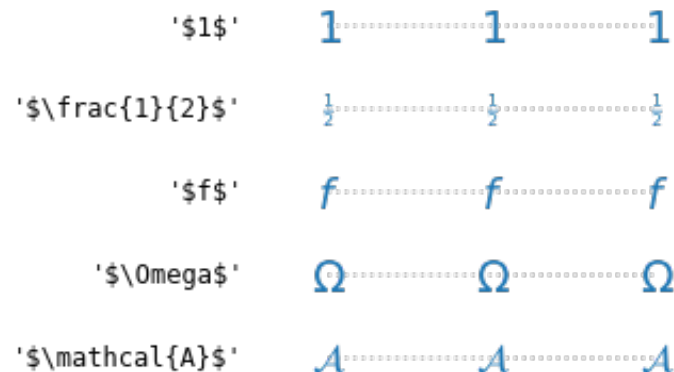 '$1$' 1 1 1
'$\frac{1}{2}$' ½ ½ ½
'$f$' f f f
'$\Omega$' Ω Ω Ω
'$\mathcal{A}$' 𝒜 𝒜 𝒜